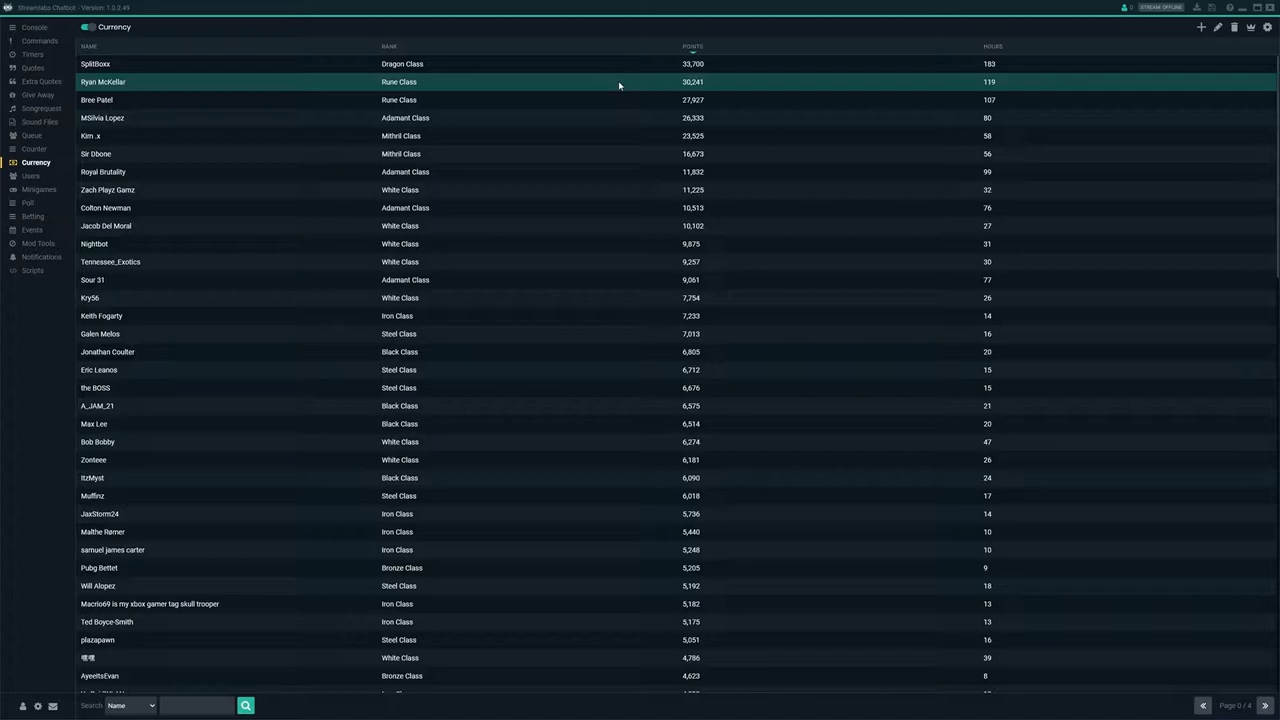 Streamlabs Chatbot - Version: 1.0.2.49
0 STREAM: OFFLINE
Currency
Console
Commands
Timers
Quotes
Extra Quotes
Give Away
Songrequest
Sound Files
Queue
Counter
Currency
Users
Minigames
Poll
Betting
Events
Mod Tools
Notifications
Scripts
NAME RANK POINTS HOURS
SplitBoxx Dragon Class 33,700 183
Ryan McKellar Rune Class 30,241 119
Bree Patel Rune Class 27,927 107
MSilvia Lopez Adamant Class 26,333 80
Kim .x Mithril Class 23,525 58
Sir Dbone Mithril Class 16,673 56
Royal Brutality Adamant Class 11,832 99
Zach Playz Gamz White Class 11,225 32
Colton Newman Adamant Class 10,513 76
Jacob Del Moral White Class 10,102 27
Nightbot White Class 9,875 31
Tennessee_Exotics White Class 9,257 30
Sour 31 Adamant Class 9,061 77
Kry56 White Class 7,754 26
Keith Fogarty Iron Class 7,233 14
Galen Melos Steel Class 7,013 16
Jonathan Coulter Black Class 6,805 20
Eric Leanos Steel Class 6,712 15
the BOSS Steel Class 6,676 15
A_JAM_21 Black Class 6,575 21
Max Lee Black Class 6,514 20
Bob Bobby White Class 6,274 47
Zonteee White Class 6,181 26
ItzMyst Black Class 6,090 24
Muffinz Steel Class 6,018 17
JaxStorm24 Iron Class 5,736 14
Malthe Rømer Iron Class 5,440 10
samuel james carter Iron Class 5,248 10
Pubg Bettet Bronze Class 5,205 9
Will Alopez Steel Class 5,192 18
Macrio69 is my xbox gamer tag skull trooper Iron Class 5,182 13
Ted Boyce-Smith Iron Class 5,175 13
plazapawn Steel Class 5,051 16
嘿嘿 White Class 4,786 39
AyeeItsEvan Bronze Class 4,623 8
Search Name Page 0 / 4